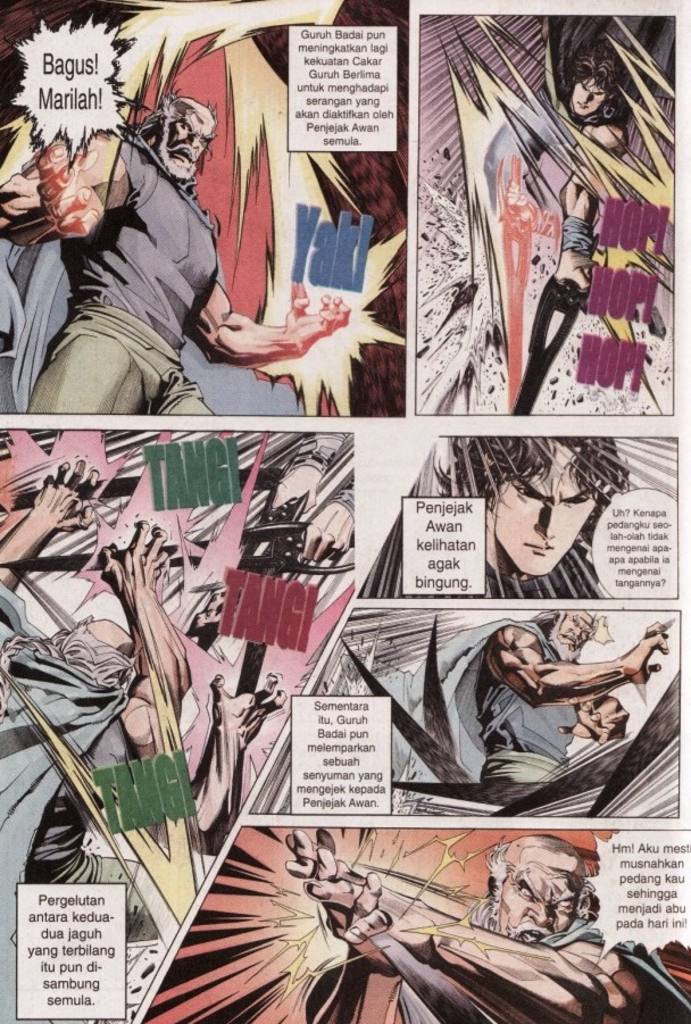 Bagus!
Marilah!
Guruh Badai pun
meningkatkan lagi
kekuatan Cakar
Guruh Berlima
untuk menghadapi
serangan yang
akan diaktifkan oleh
Penjejak Awan
semula.
Yaki
HOP!
HOP!
HOP!
TANG!
TANG!
TANG!
Pergelutan
antara kedua-
dua jaguh
yang terbilang
itu pun di-
sambung
semula.
Penjejak
Awan
kelihatan
agak
bingung.
Uh? Kenapa
pedangku seo-
lah-olah tidak
mengenai apa-
apa apabila ia
mengenai
tangannya?
Sementara
itu, Guruh
Badai pun
melemparkan
sebuah
senyuman yang
mengejek kepada
Penjejak Awan.
Hm! Aku mesti
musnahkan
pedang kau
sehingga
menjadi abu
pada hari ini!